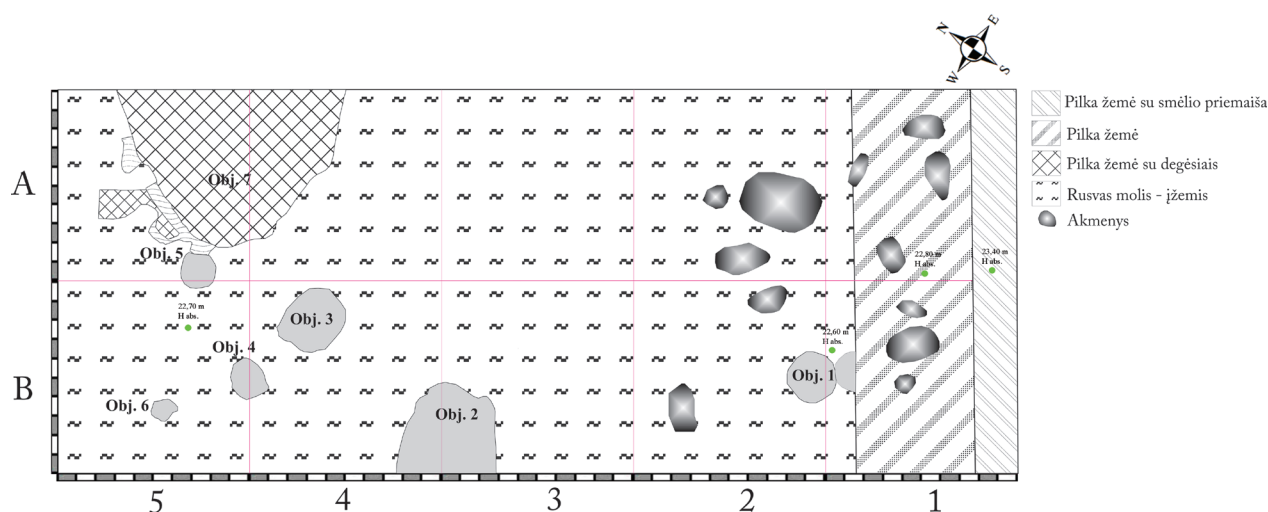 N
E
W
S
Pilka žemė su smėlio priemaiša
Pilka žemė
Pilka žemė su degėsiais
Rusvas molis - įžemis
Akmenys
A
B
Obj. 7
Obj. 5
22,70 m
H abs.
Obj. 3
Obj. 4
Obj. 6
Obj. 2
22,60 m
H abs.
Obj. 1
22,80 m
H abs.
23,40 m
H abs.
5
4
3
2
1